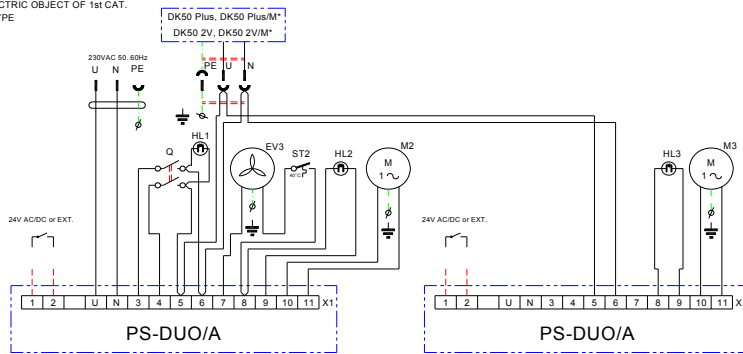 CTRIC OBJECT OF 1st CAT.
YPE
DK50 Plus, DK50 Plus/M*
DK50 2V, DK50 2V/M*
230VAC 50..60Hz
U N PE
PE U N
HL1
Q
EV3
ST2
40°C
HL2
M2
M
1
HL3
M3
M
1
24V AC/DC or EXT.
24V AC/DC or EXT.
1 2 U N 3 4 5 6 7 8 9 10 11 X1
1 2 U N 3 4 5 6 7 8 9 10 11 X
PS-DUO/A
PS-DUO/A